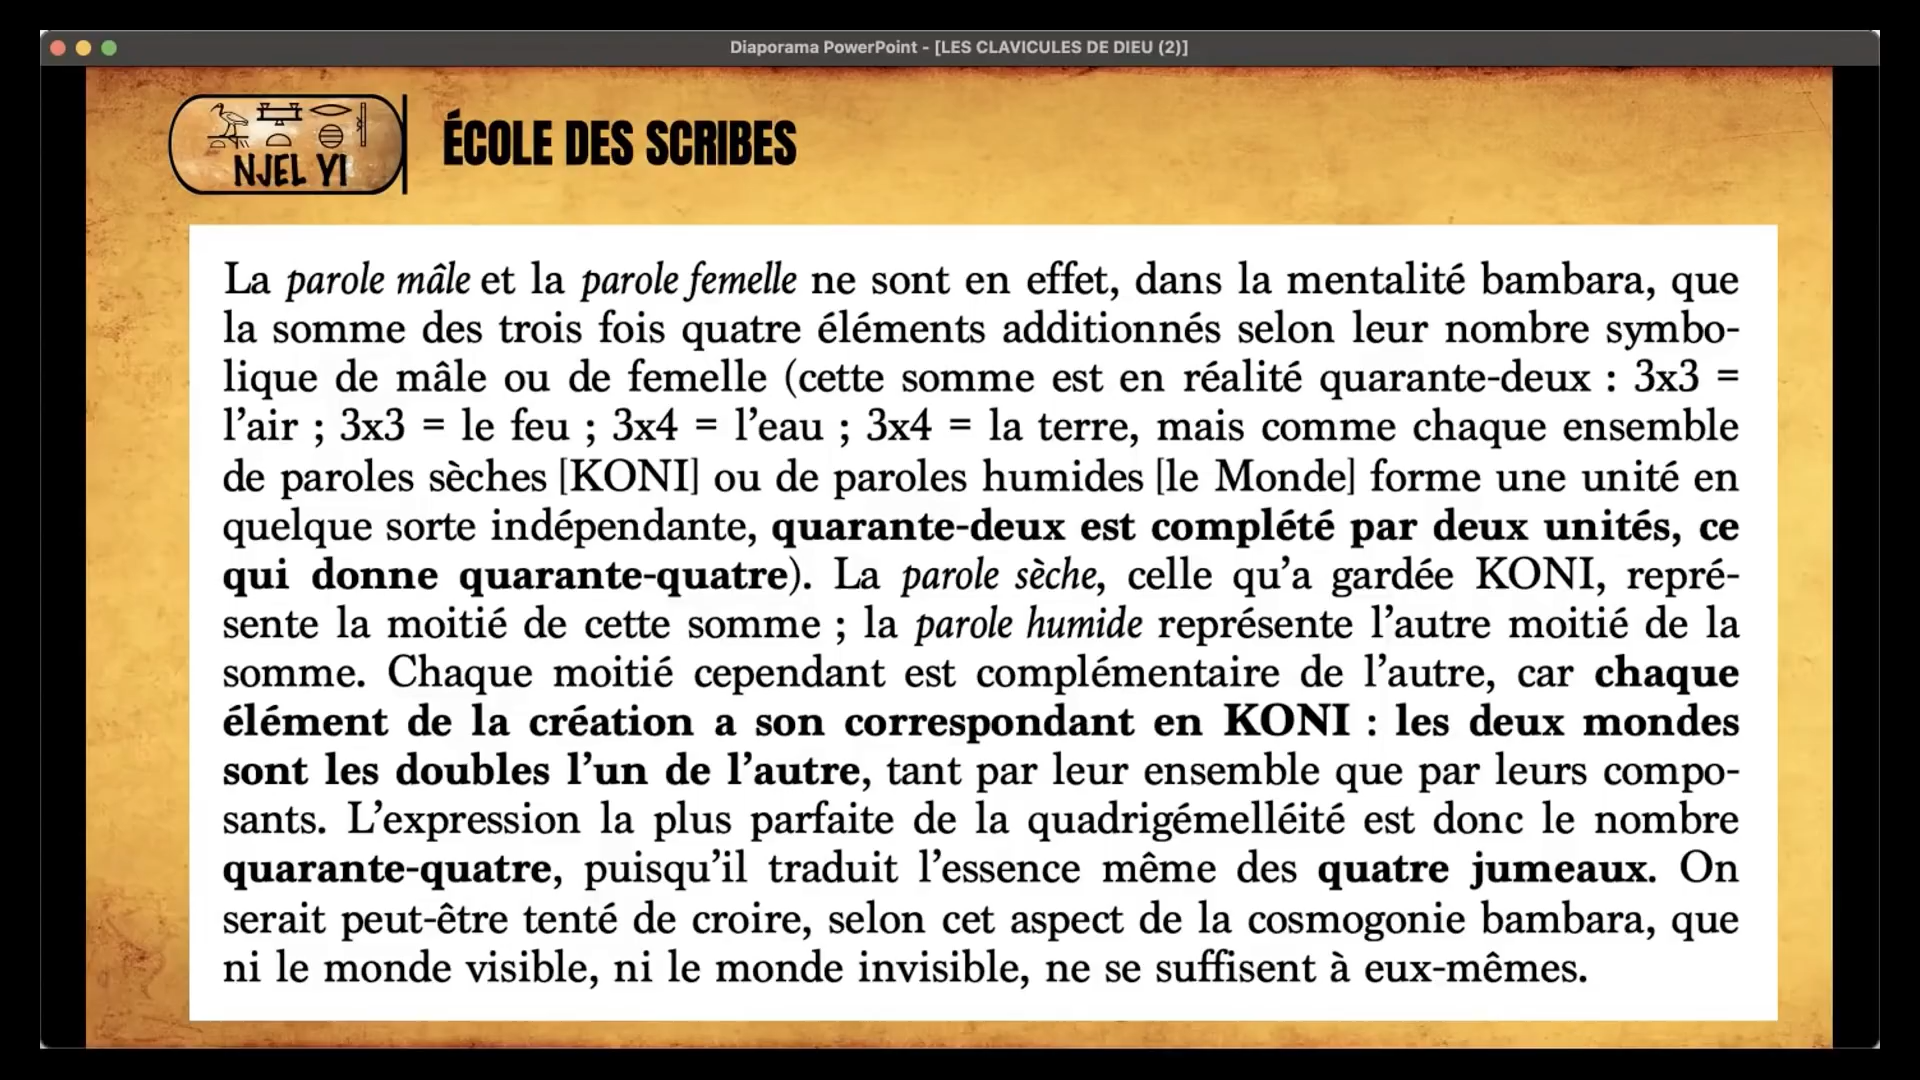 Diaporama PowerPoint - [LES CLAVICULES DE DIEU (2)]
NJEL YI
ÉCOLE DES SCRIBES
La parole mâle et la parole femelle ne sont en effet, dans la mentalité bambara, que
la somme des trois fois quatre éléments additionnés selon leur nombre symbo-
lique de mâle ou de femelle (cette somme est en réalité quarante-deux : 3x3 =
l’air ; 3x3 = le feu ; 3x4 = l’eau ; 3x4 = la terre, mais comme chaque ensemble
de paroles sèches [KONI] ou de paroles humides [le Monde] forme une unité en
quelque sorte indépendante, quarante-deux est complété par deux unités, ce
qui donne quarante-quatre). La parole sèche, celle qu’a gardée KONI, repré-
sente la moitié de cette somme ; la parole humide représente l’autre moitié de la
somme. Chaque moitié cependant est complémentaire de l’autre, car chaque
élément de la création a son correspondant en KONI : les deux mondes
sont les doubles l’un de l’autre, tant par leur ensemble que par leurs compo-
sants. L’expression la plus parfaite de la quadrigémelléité est donc le nombre
quarante-quatre, puisqu’il traduit l’essence même des quatre jumeaux. On
serait peut-être tenté de croire, selon cet aspect de la cosmogonie bambara, que
ni le monde visible, ni le monde invisible, ne se suffisent à eux-mêmes.